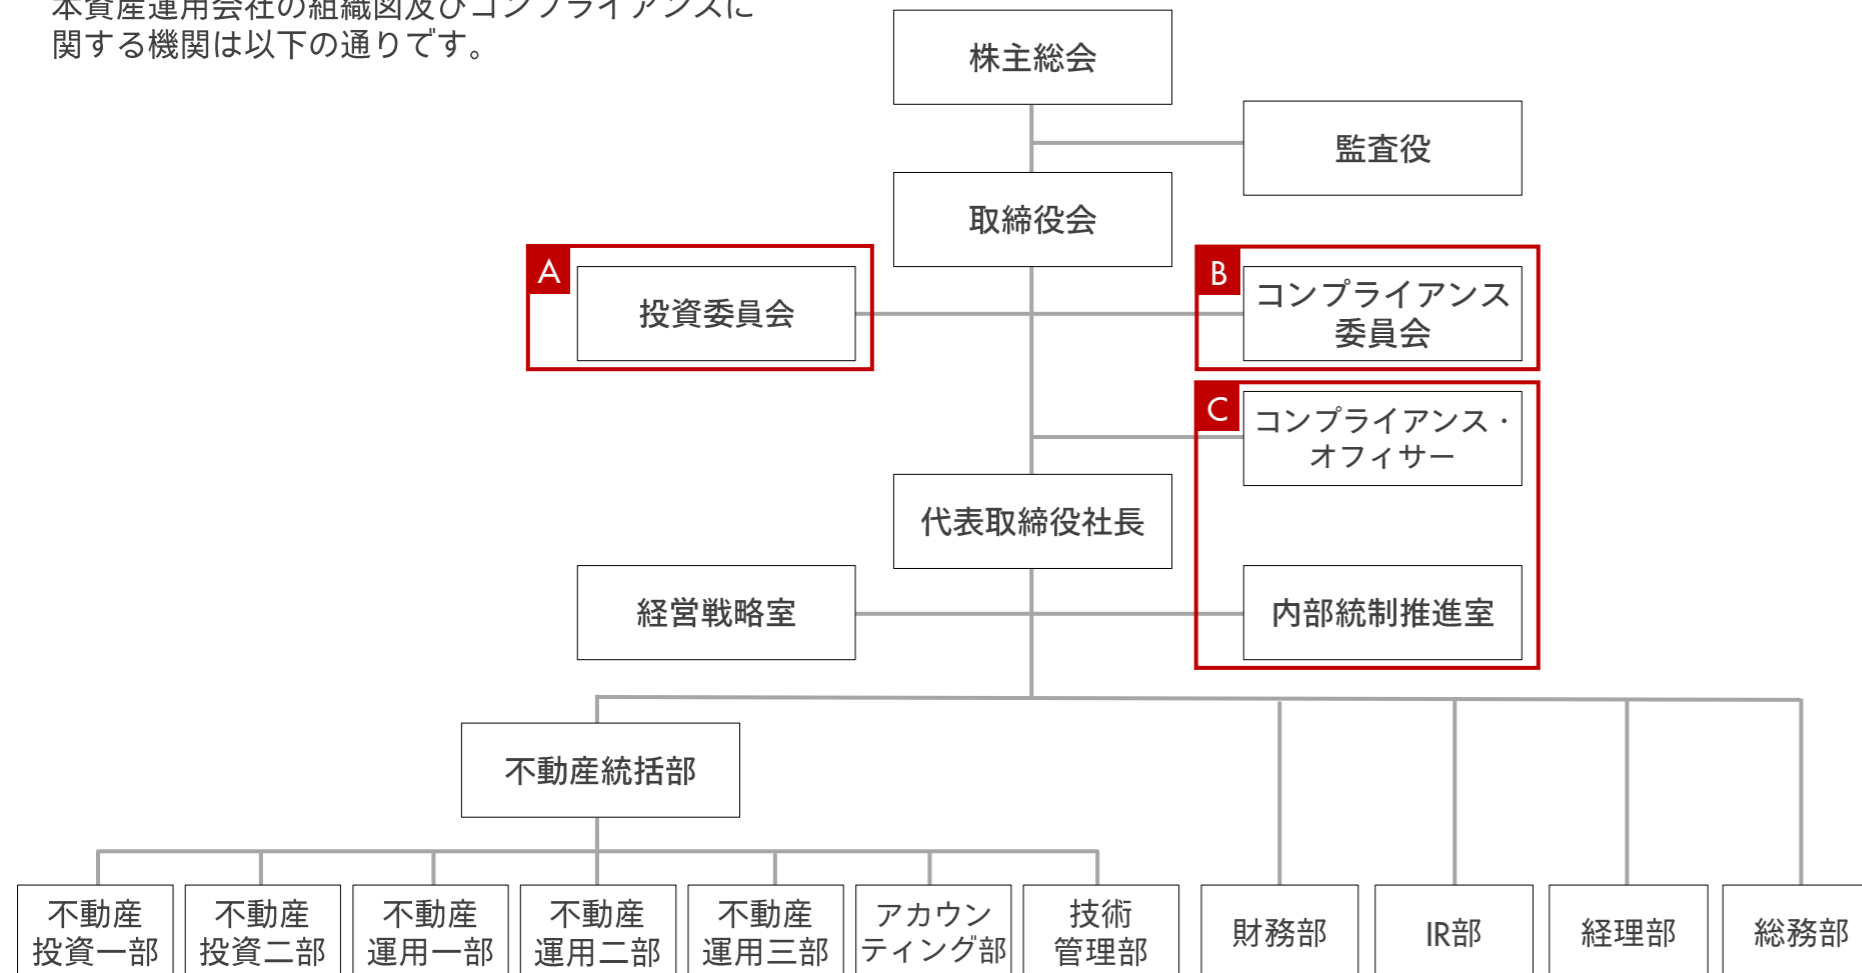 本資産運用会社の組織図及びコンプライアンスに
関する機関は以下の通りです。
株主総会
監査役
取締役会
A
投資委員会
B
コンプライアンス
委員会
C
コンプライアンス・
オフィサー
代表取締役社長
経営戦略室
内部統制推進室
不動産統括部
不動産
投資一部
不動産
投資二部
不動産
運用一部
不動産
運用二部
不動産
運用三部
アカウン
ティング部
技術
管理部
財務部
IR部
経理部
総務部